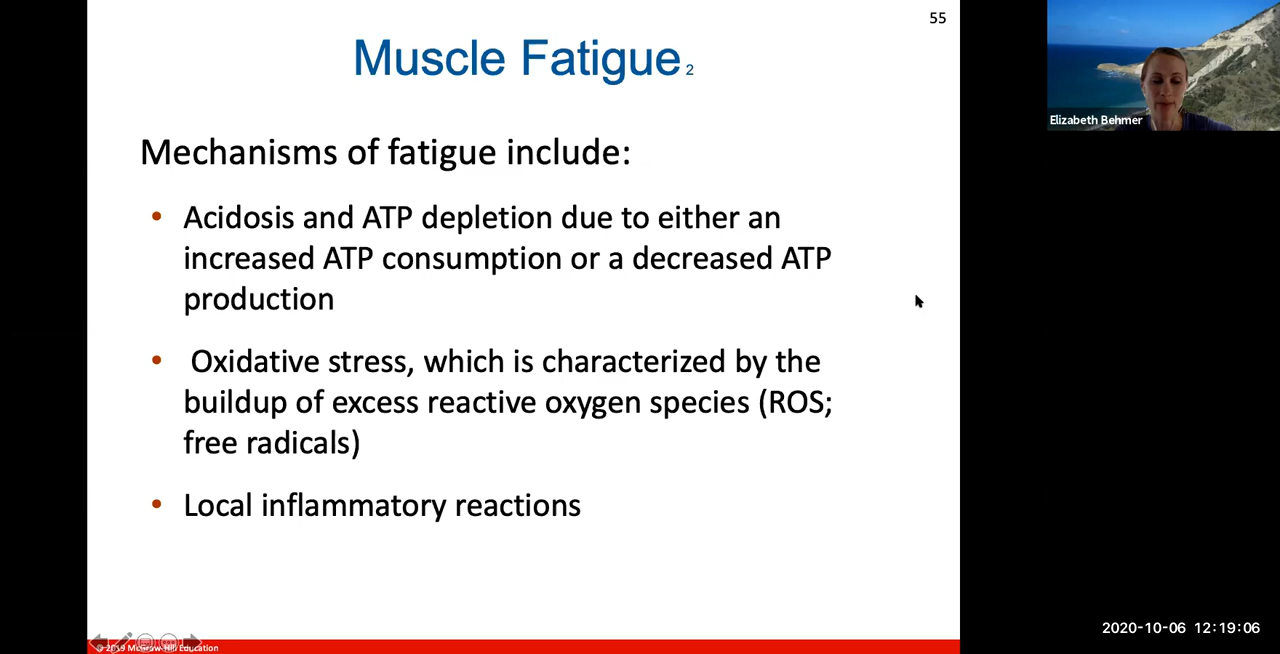 55
Muscle Fatigue 2
Elizabeth Behmer
Mechanisms of fatigue include:
• Acidosis and ATP depletion due to either an
increased ATP consumption or a decreased ATP
production
• Oxidative stress, which is characterized by the
buildup of excess reactive oxygen species (ROS;
free radicals)
• Local inflammatory reactions
2020-10-06 12:19:06
© 2019 McGraw-Hill Education